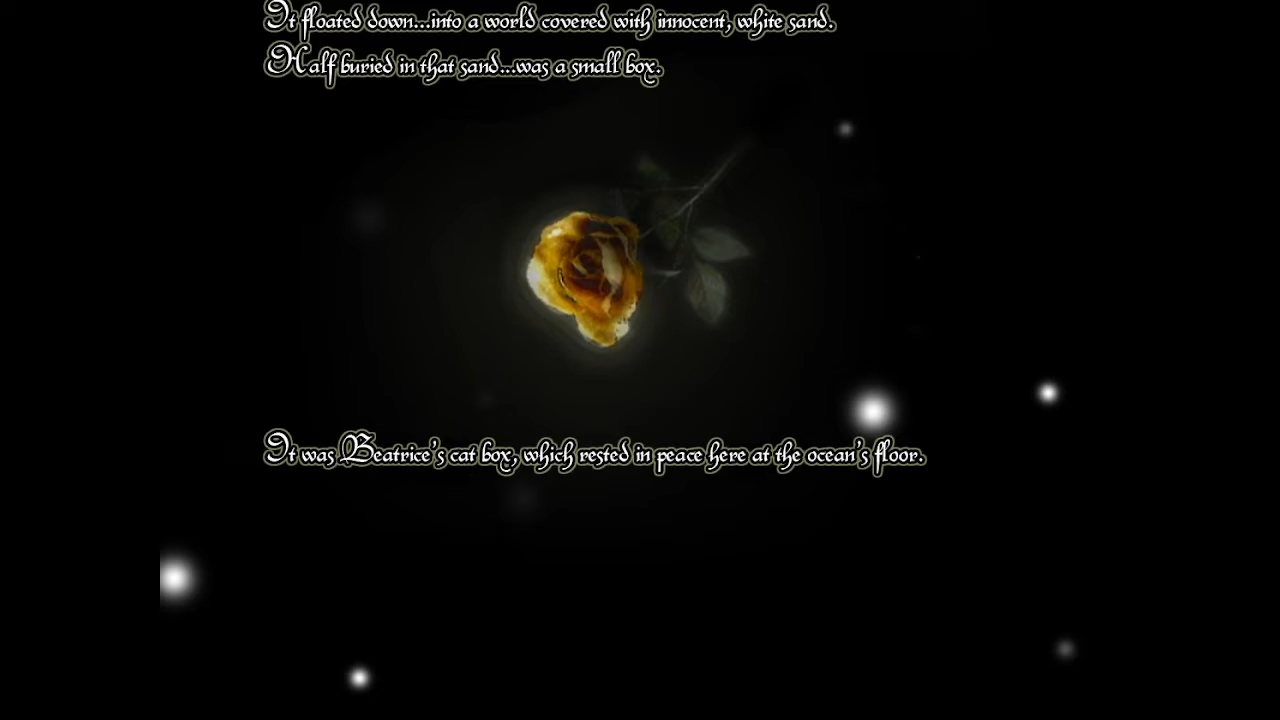 It floated down...into a world covered with innocent, white sand.
Half buried in that sand...was a small box.
It was Beatrice's cat box, which rested in peace here at the ocean's floor.